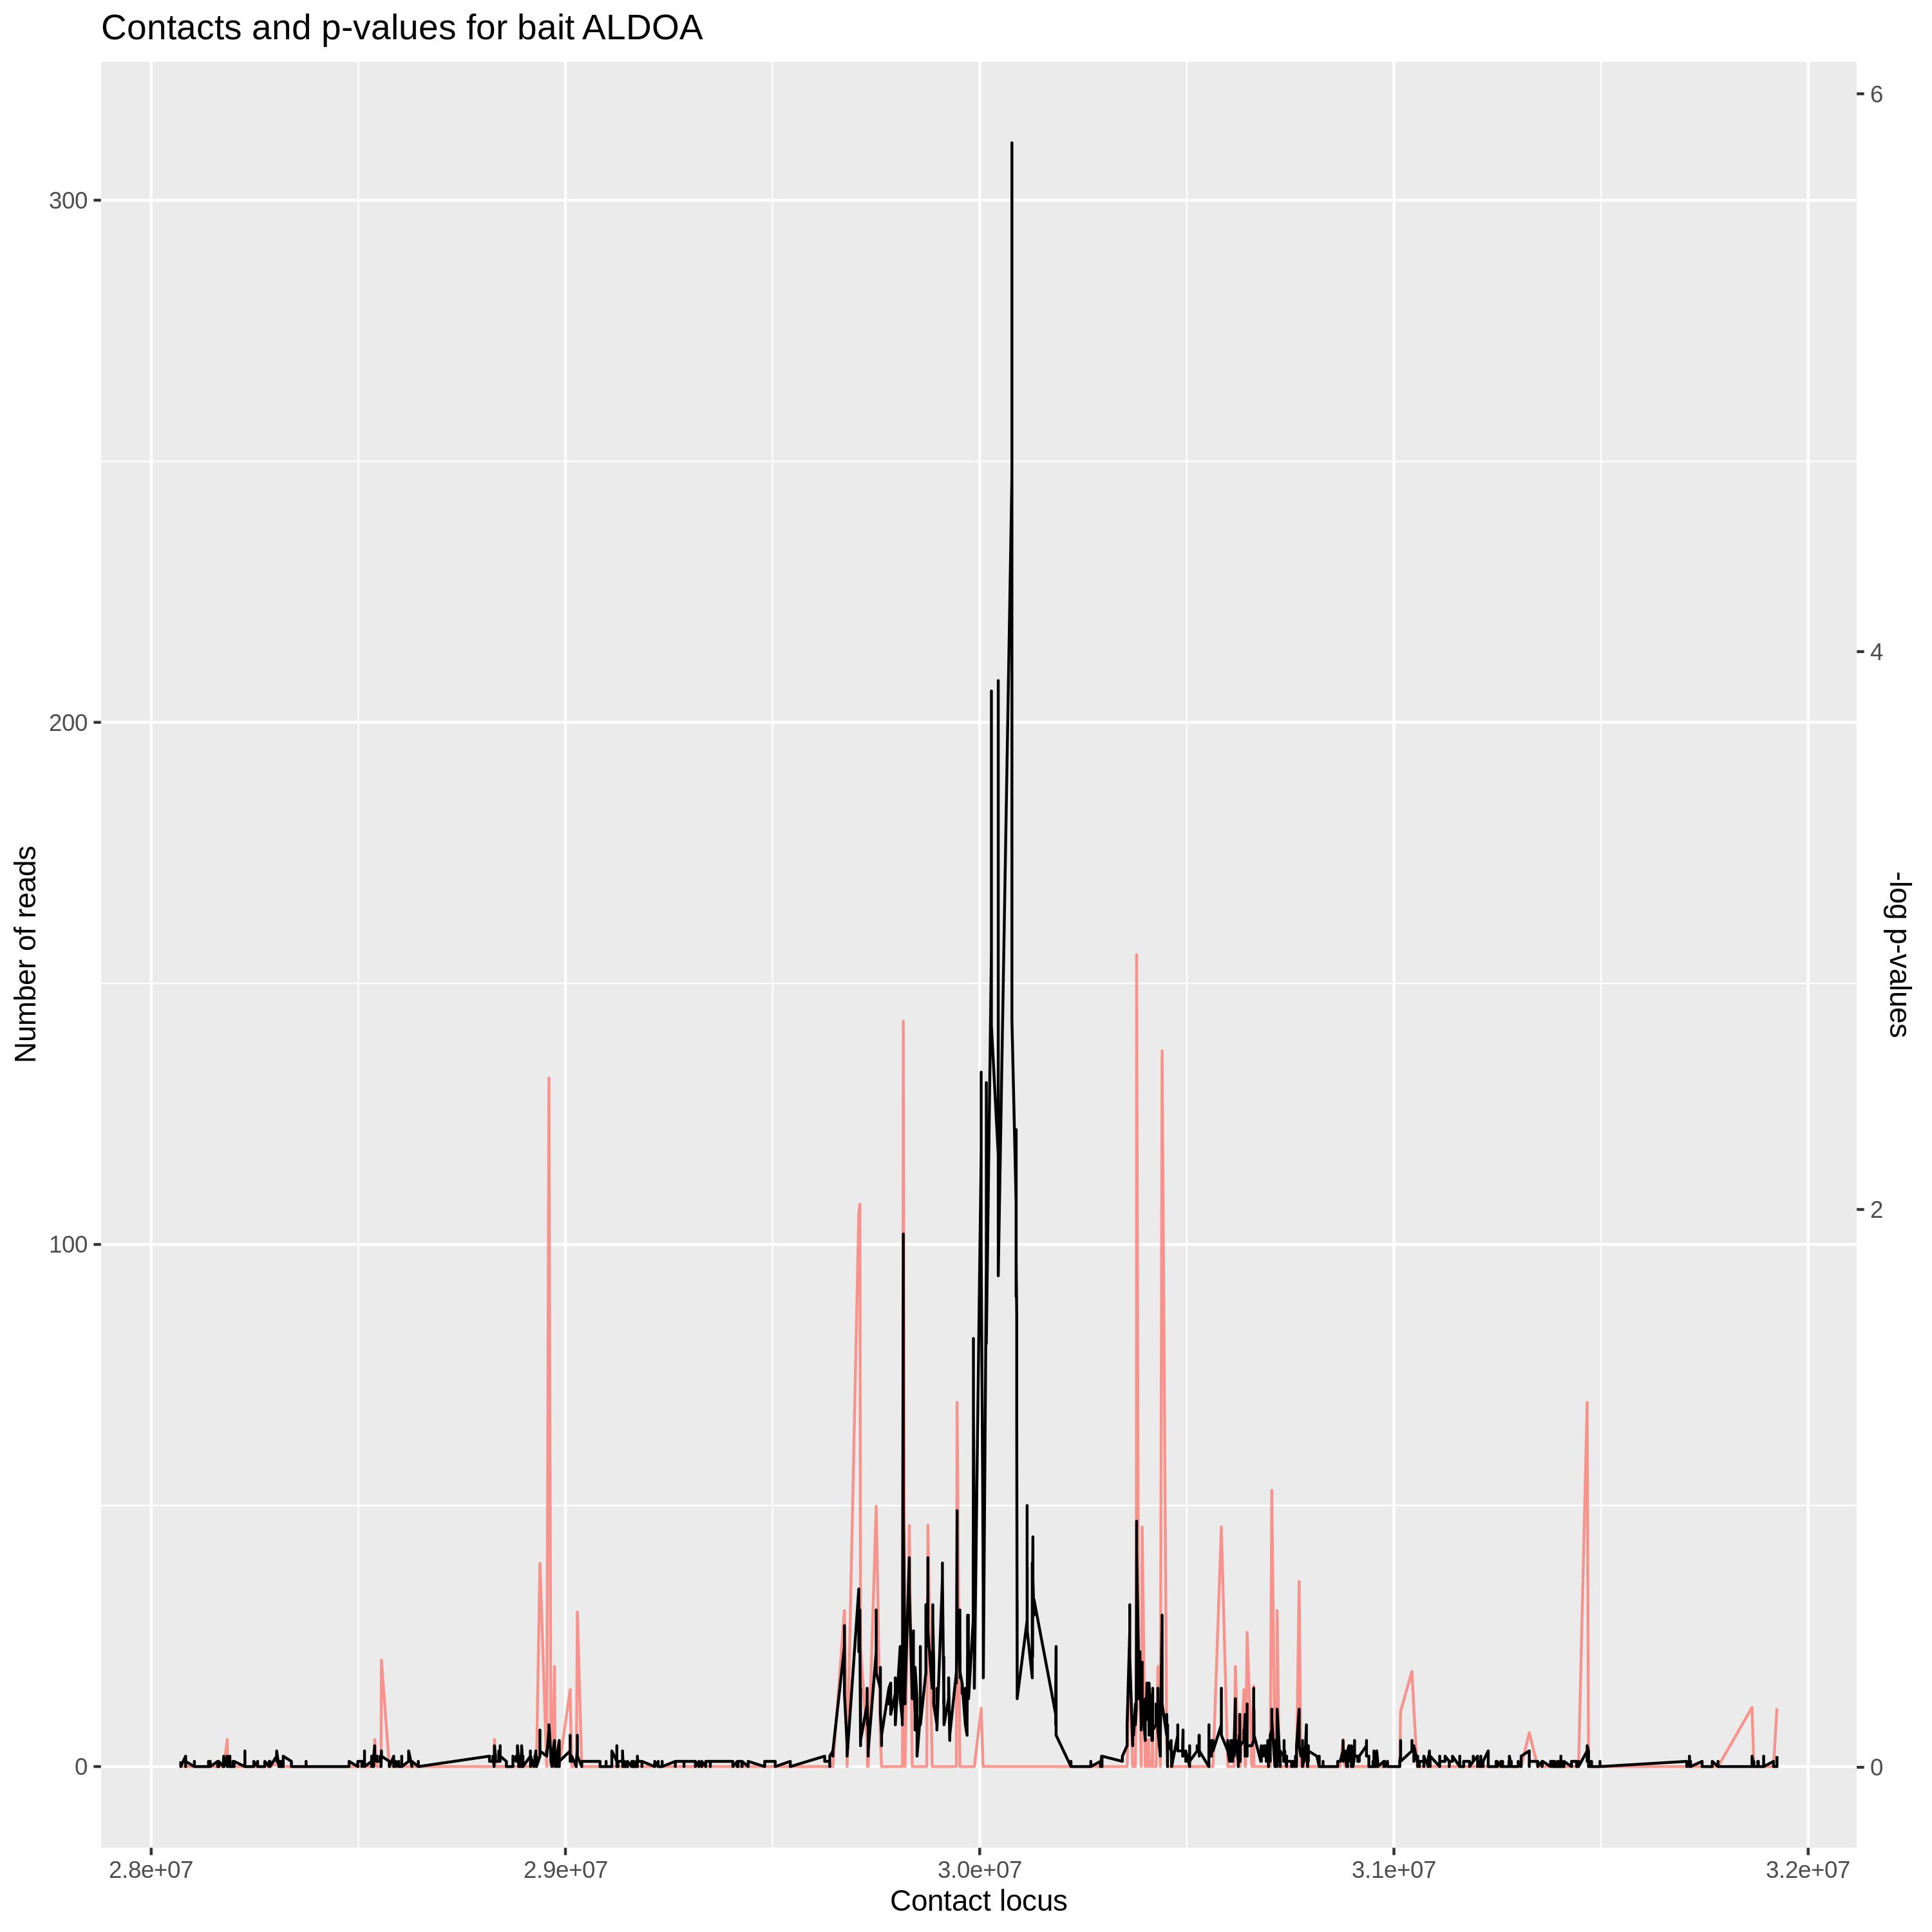 Contacts and p-values for bait ALDOA
6
300
4
200
Number of reads
-log p-values
2
100
0
0
2.8e+07 2.9e+07 3.0e+07 3.1e+07 3.2e+07
Contact locus